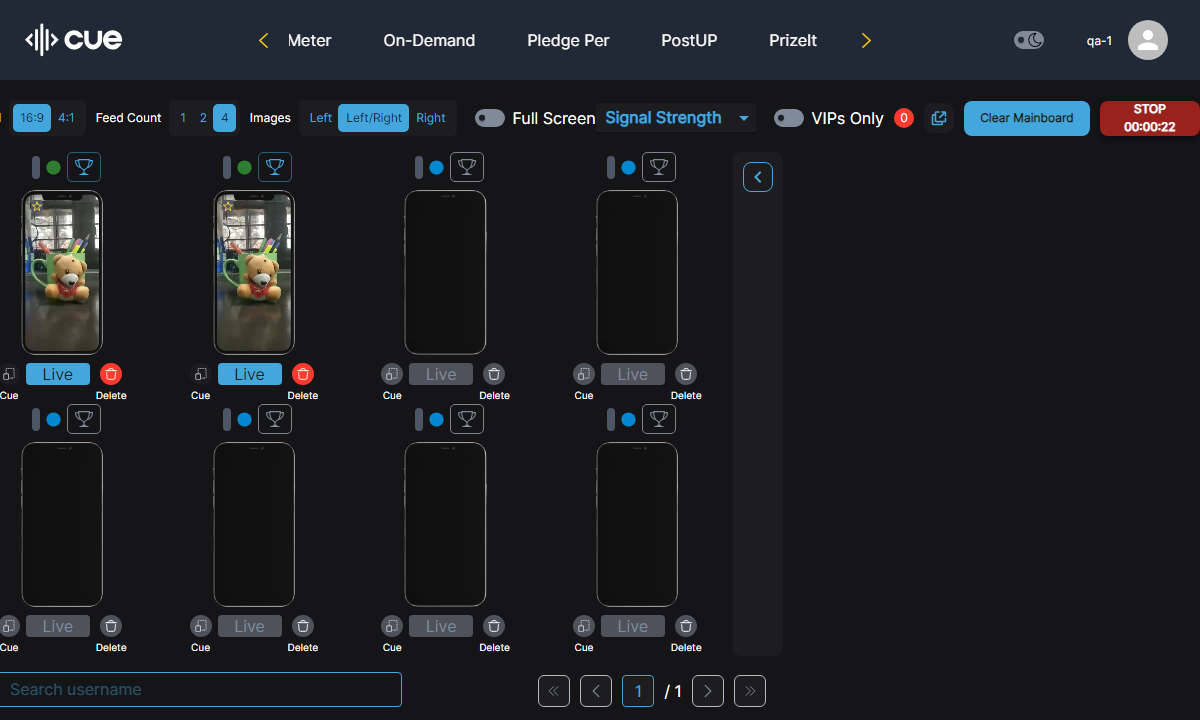 cue
Meter
On-Demand
Pledge Per
PostUP
PrizeIt
qa-1
16:9 4:1 Feed Count 1 2 4 Images Left Left/Right Right Full Screen Signal Strength VIPs Only 0 Clear Mainboard STOP
00:00:22
Live Live Live Live
Cue Delete Cue Delete Cue Delete Cue Delete
Live Live Live Live
Cue Delete Cue Delete Cue Delete Cue Delete
Search username
1 / 1